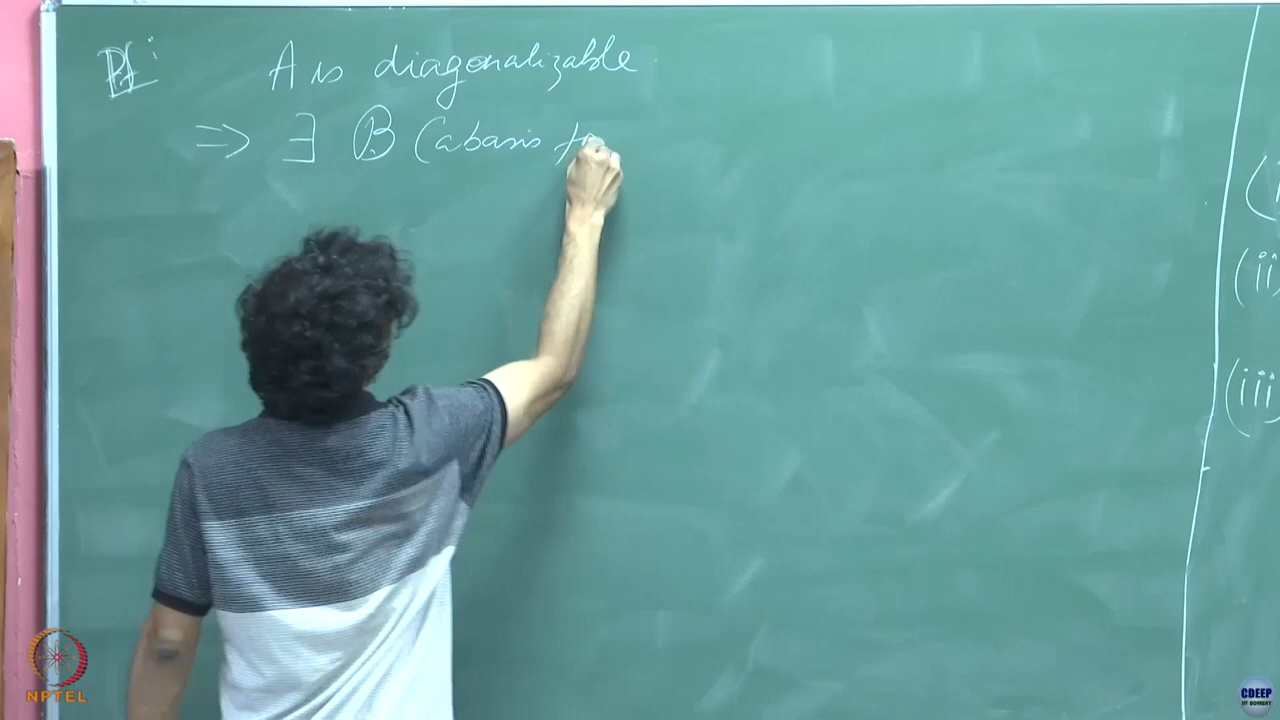 Pf:
A is diagonalizable
⇒ ∃ B (a basis fo
(i
(ii)
(iii
NPTEL
CDEEP
IIT BOMBAY